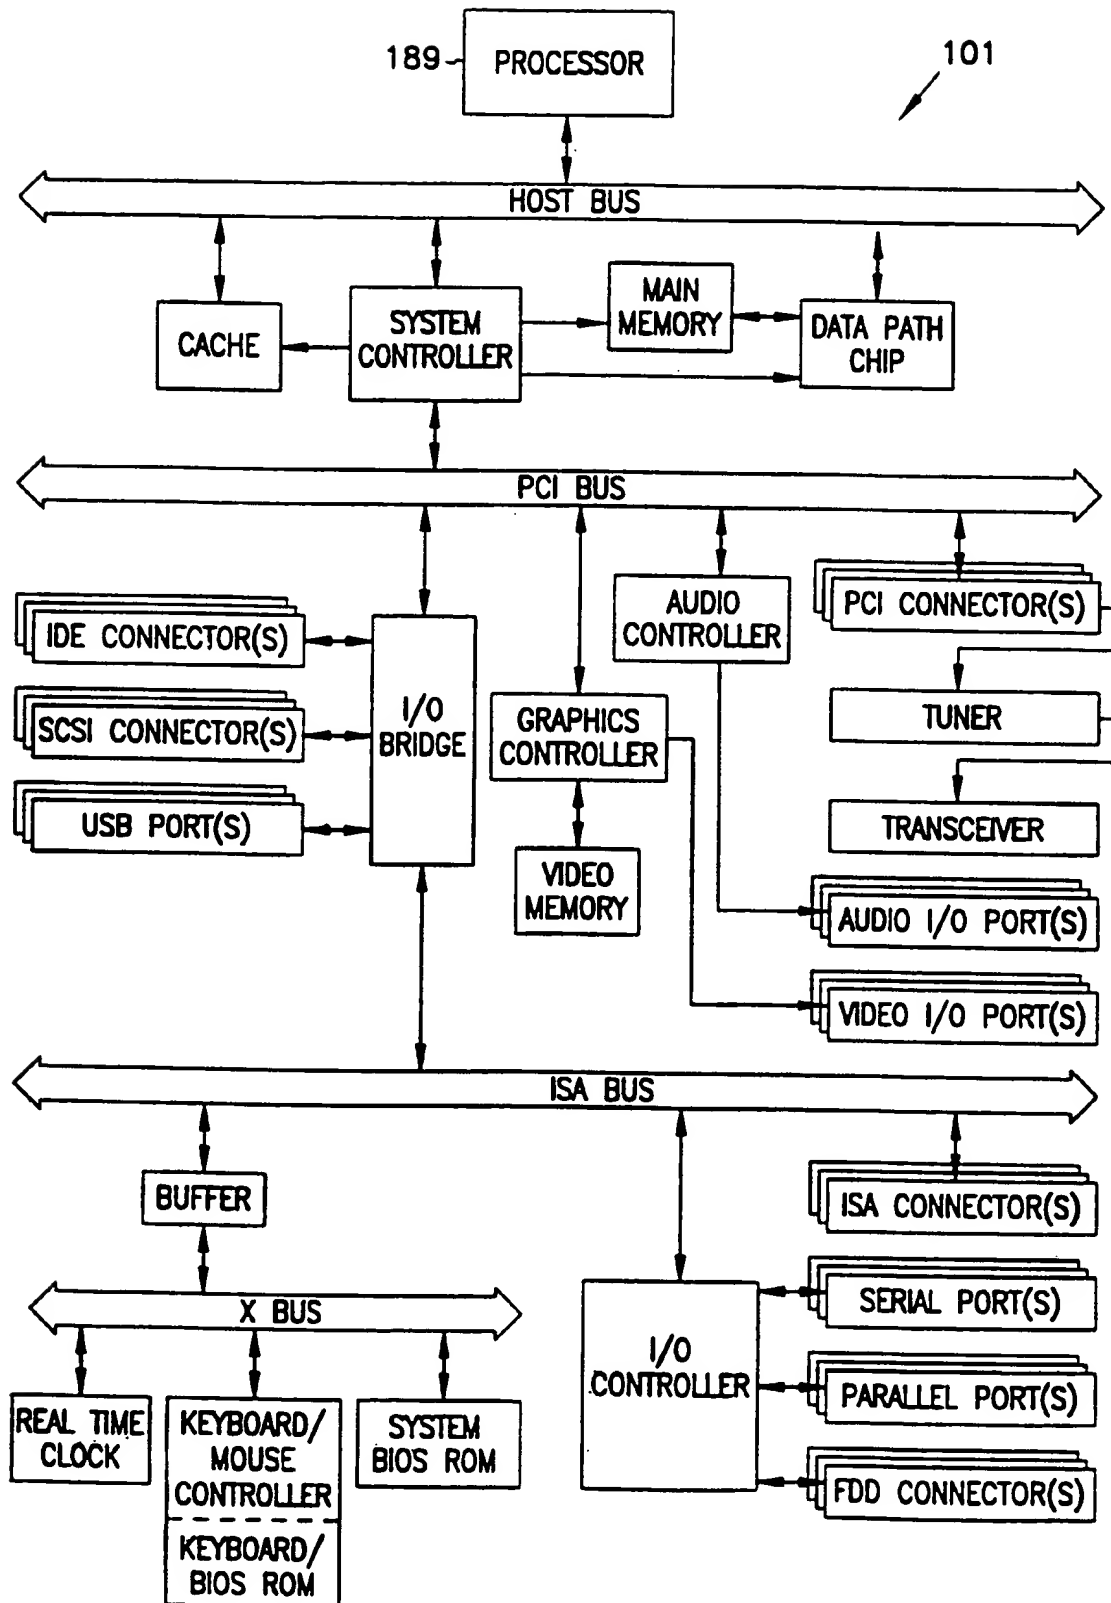 189
PROCESSOR
101
HOST BUS
CACHE
SYSTEM
CONTROLLER
MAIN
MEMORY
DATA PATH
CHIP
PCI BUS
IDE CONNECTOR(S)
SCSI CONNECTOR(S)
USB PORT(S)
I/O
BRIDGE
GRAPHICS
CONTROLLER
VIDEO
MEMORY
AUDIO
CONTROLLER
PCI CONNECTOR(S)
TUNER
TRANSCEIVER
AUDIO I/O PORT(S)
VIDEO I/O PORT(S)
ISA BUS
BUFFER
X BUS
REAL TIME
CLOCK
KEYBOARD/
MOUSE
CONTROLLER
KEYBOARD/
BIOS ROM
SYSTEM
BIOS ROM
I/O
CONTROLLER
ISA CONNECTOR(S)
SERIAL PORT(S)
PARALLEL PORT(S)
FDD CONNECTOR(S)